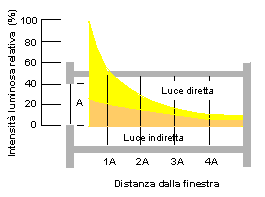 Intensità luminosa relativa (%)
100
80
60
40
20
0
A
Luce diretta
Luce indiretta
1A 2A 3A 4A
Distanza dalla finestra